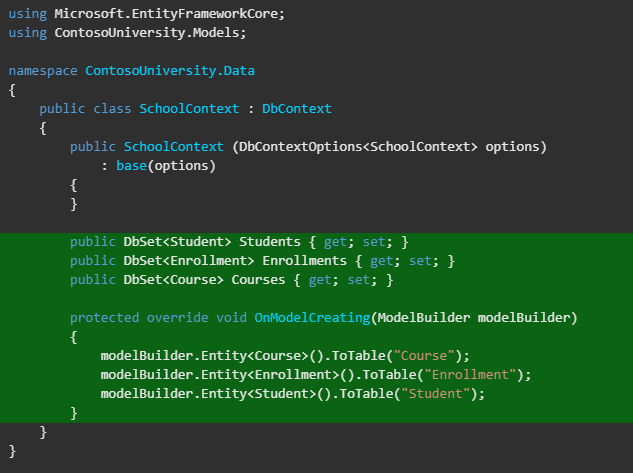 using Microsoft.EntityFrameworkCore;
using ContosoUniversity.Models;

namespace ContosoUniversity.Data
{
    public class SchoolContext : DbContext
    {
        public SchoolContext (DbContextOptions<SchoolContext> options)
            : base(options)
        {
        }

        public DbSet<Student> Students { get; set; }
        public DbSet<Enrollment> Enrollments { get; set; }
        public DbSet<Course> Courses { get; set; }

        protected override void OnModelCreating(ModelBuilder modelBuilder)
        {
            modelBuilder.Entity<Course>().ToTable("Course");
            modelBuilder.Entity<Enrollment>().ToTable("Enrollment");
            modelBuilder.Entity<Student>().ToTable("Student");
        }
    }
}